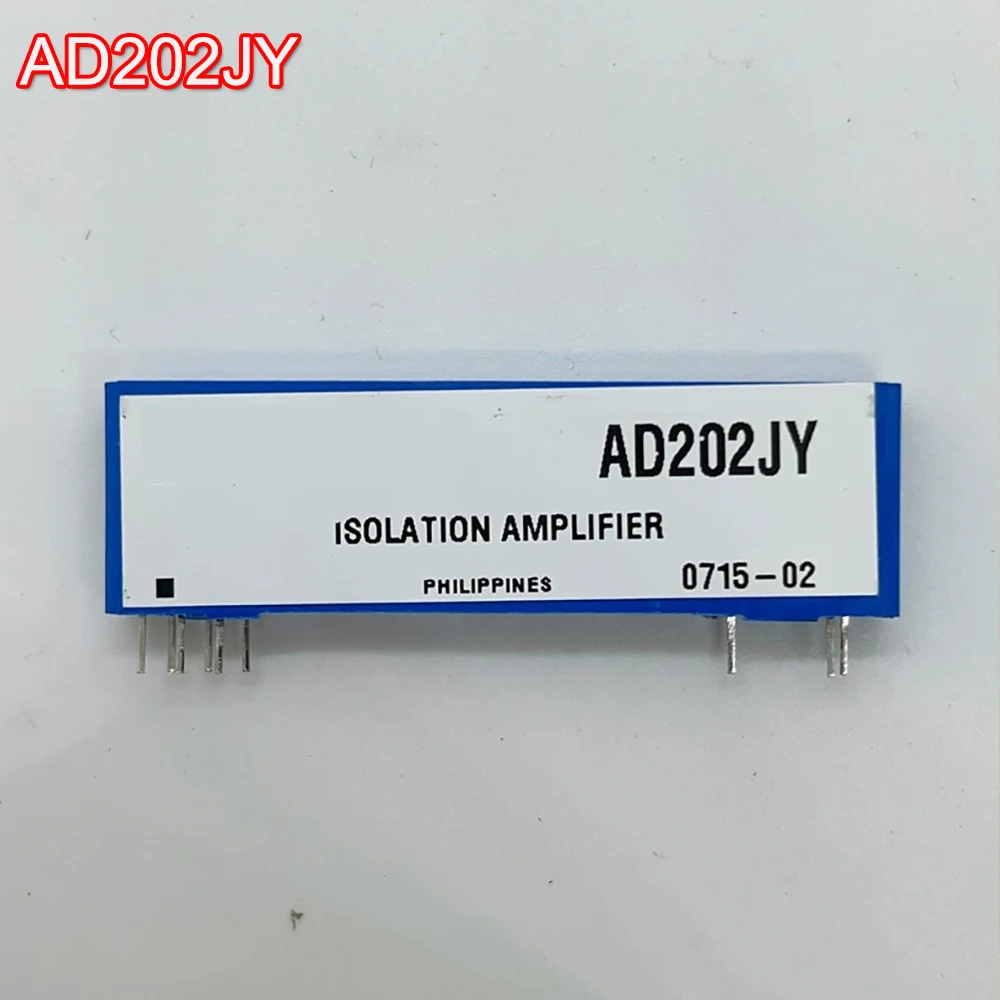 AD202JY
AD202JY
ISOLATION AMPLIFIER
PHILIPPINES 0715-02